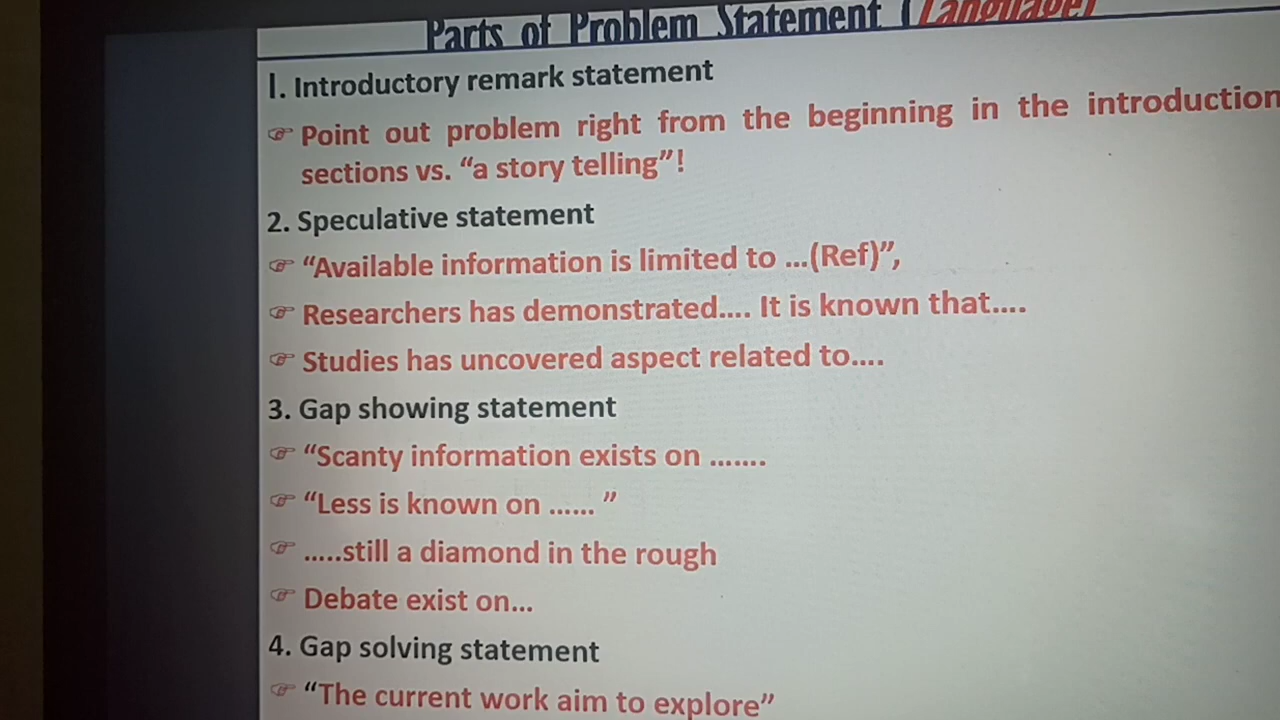 Parts of Problem Statement (Language)
1. Introductory remark statement
☞ Point out problem right from the beginning in the introduction
sections vs. “a story telling”!
2. Speculative statement
☞ “Available information is limited to ...(Ref)”,
☞ Researchers has demonstrated.... It is known that....
☞ Studies has uncovered aspect related to....
3. Gap showing statement
☞ “Scanty information exists on .......
☞ “Less is known on ...... ”
☞ .....still a diamond in the rough
☞ Debate exist on...
4. Gap solving statement
☞ “The current work aim to explore”